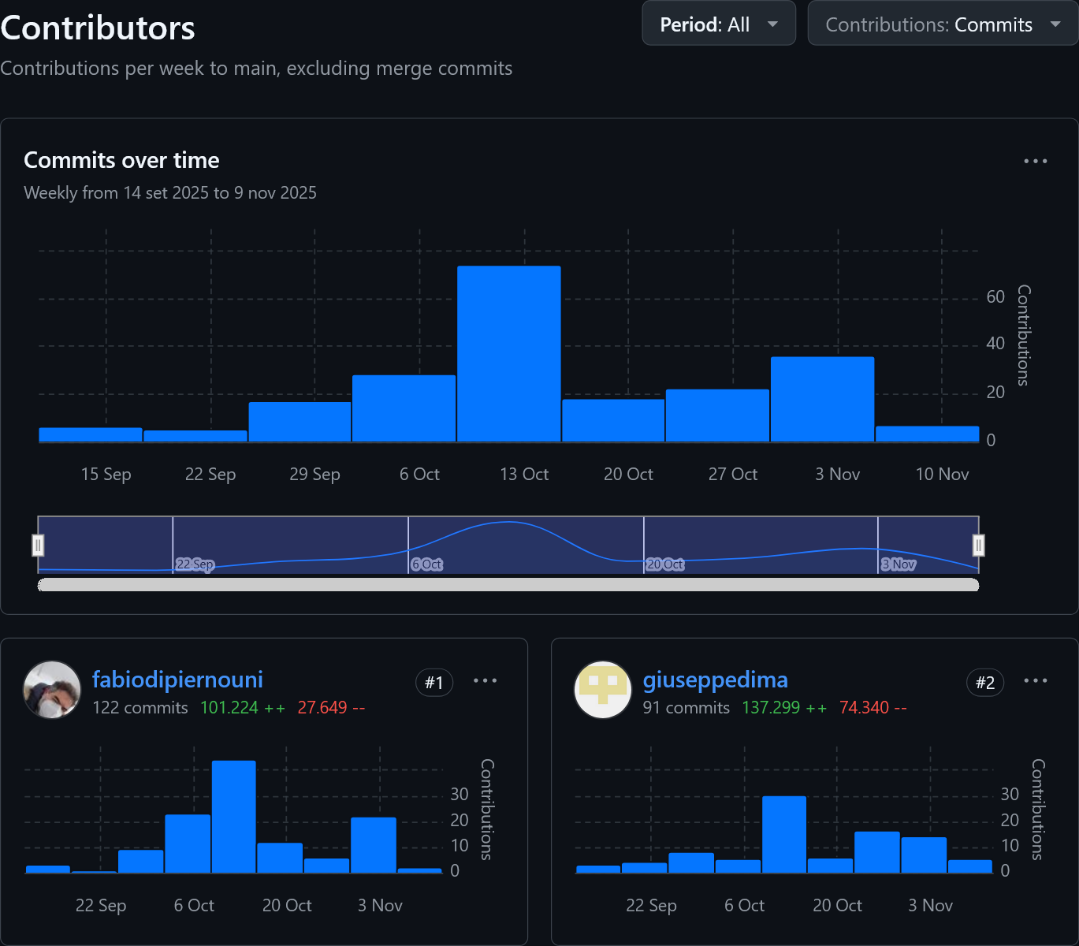 Contributors
Period: All
Contributions: Commits
Contributions per week to main, excluding merge commits
Commits over time
Weekly from 14 set 2025 to 9 nov 2025
60
40
20
0
Contributions
15 Sep 22 Sep 29 Sep 6 Oct 13 Oct 20 Oct 27 Oct 3 Nov 10 Nov
22 Sep 6 Oct 20 Oct 3 Nov
fabiodipiernouni
#1
122 commits 101.224 ++ 27.649 --
30
20
10
0
Contributions
22 Sep 6 Oct 20 Oct 3 Nov
giuseppedima
#2
91 commits 137.299 ++ 74.340 --
30
20
10
0
Contributions
22 Sep 6 Oct 20 Oct 3 Nov